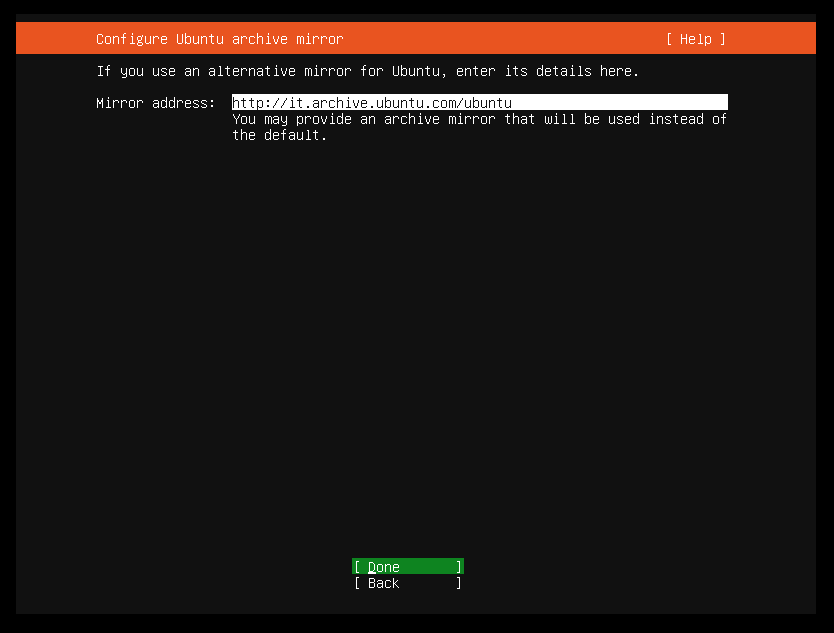 Configure Ubuntu archive mirror [ Help ]
If you use an alternative mirror for Ubuntu, enter its details here.
Mirror address: http://it.archive.ubuntu.com/ubuntu
You may provide an archive mirror that will be used instead of
the default.
[ Done ]
[ Back ]